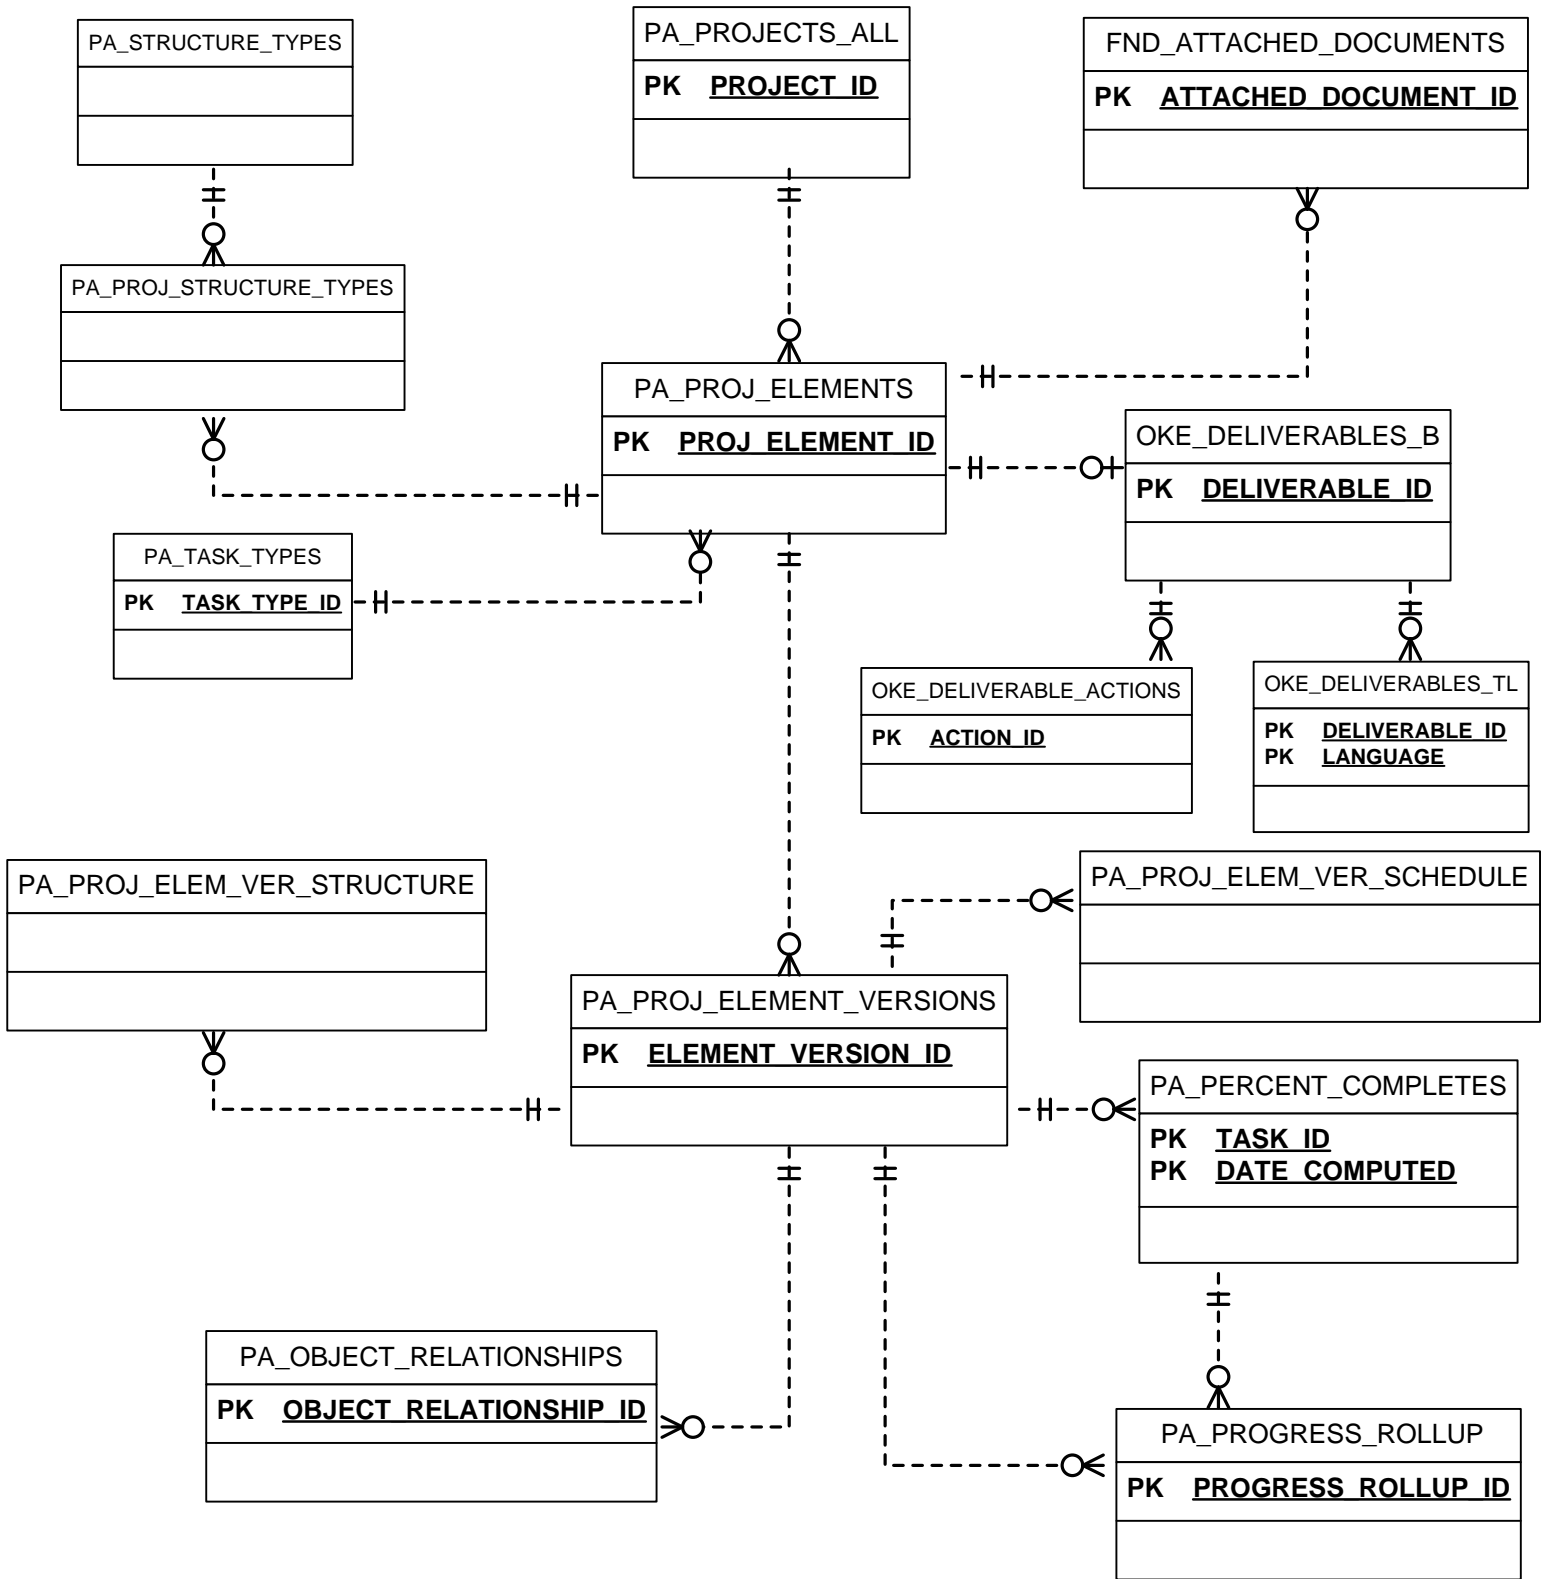 PA_STRUCTURE_TYPES
PA_PROJECTS_ALL
PK PROJECT_ID
FND_ATTACHED_DOCUMENTS
PK ATTACHED_DOCUMENT_ID
PA_PROJ_STRUCTURE_TYPES
PA_PROJ_ELEMENTS
PK PROJ_ELEMENT_ID
OKE_DELIVERABLES_B
PK DELIVERABLE_ID
PA_TASK_TYPES
PK TASK_TYPE_ID
OKE_DELIVERABLE_ACTIONS
PK ACTION_ID
OKE_DELIVERABLES_TL
PK DELIVERABLE_ID
PK LANGUAGE
PA_PROJ_ELEM_VER_STRUCTURE
PA_PROJ_ELEM_VER_SCHEDULE
PA_PROJ_ELEMENT_VERSIONS
PK ELEMENT_VERSION_ID
PA_PERCENT_COMPLETES
PK TASK_ID
PK DATE_COMPUTED
PA_OBJECT_RELATIONSHIPS
PK OBJECT_RELATIONSHIP_ID
PA_PROGRESS_ROLLUP
PK PROGRESS_ROLLUP_ID